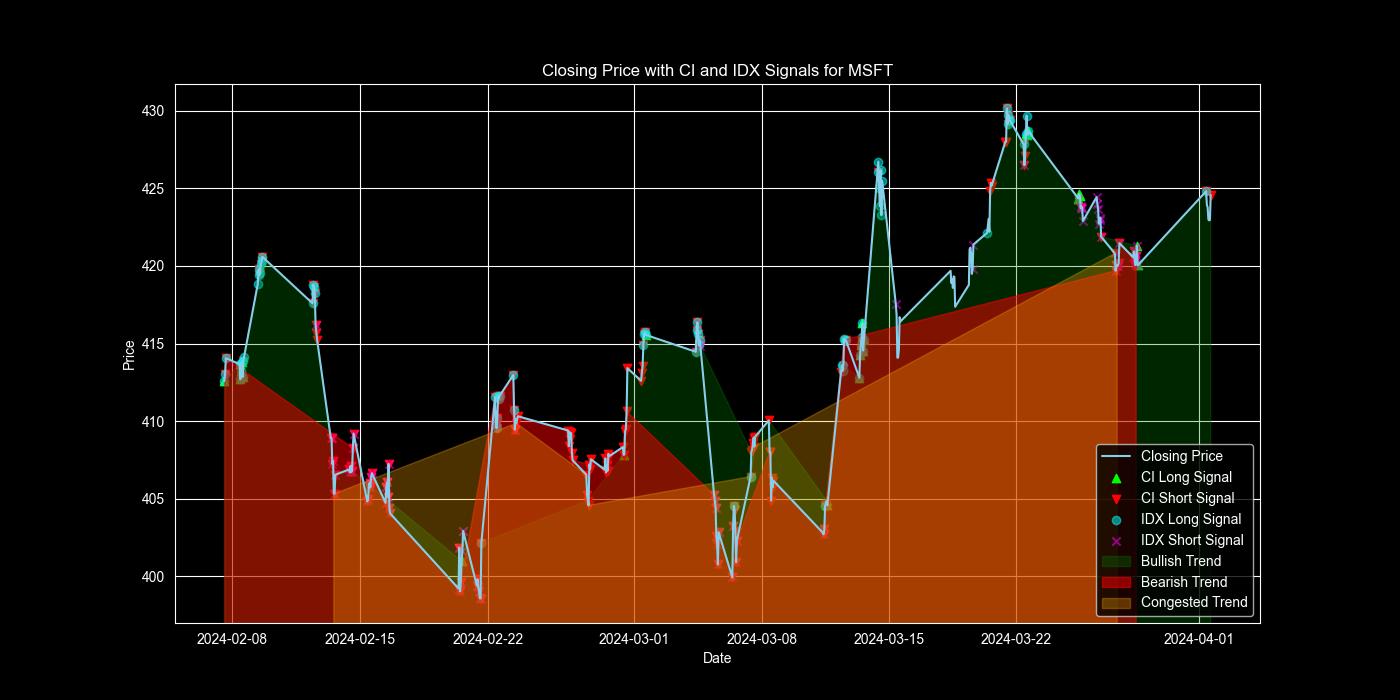 Closing Price with CI and IDX Signals for MSFT
430
425
420
415
410
405
400
Price
Closing Price
CI Long Signal
CI Short Signal
IDX Long Signal
IDX Short Signal
Bullish Trend
Bearish Trend
Congested Trend
2024-02-08
2024-02-15
2024-02-22
2024-03-01
2024-03-08
2024-03-15
2024-03-22
2024-04-01
Date